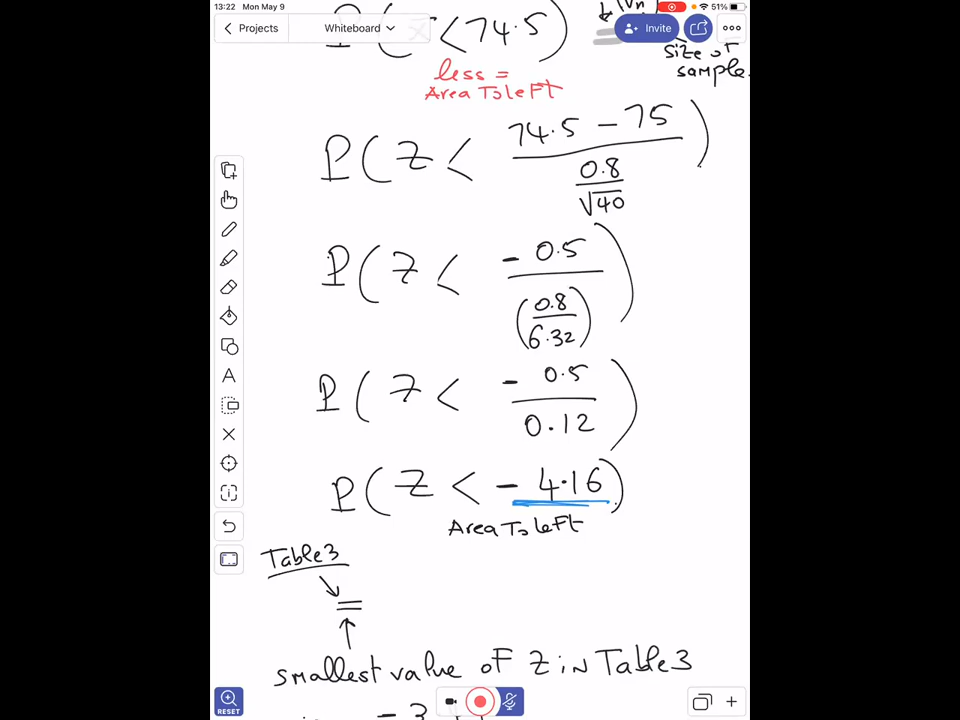 13:22 Mon May 9
51%
Projects
Whiteboard
Invite
< 74.5)
size of
sample
less =
Area To left
P( Z < 74.5 - 75
0.8
√40 )
P( Z < - 0.5
( 0.8
6.32 ) )
P( Z < - 0.5
0.12 )
P( Z < - 4.16 )
Area To left
Table 3
=
smallest value of Z in Table 3
RESET